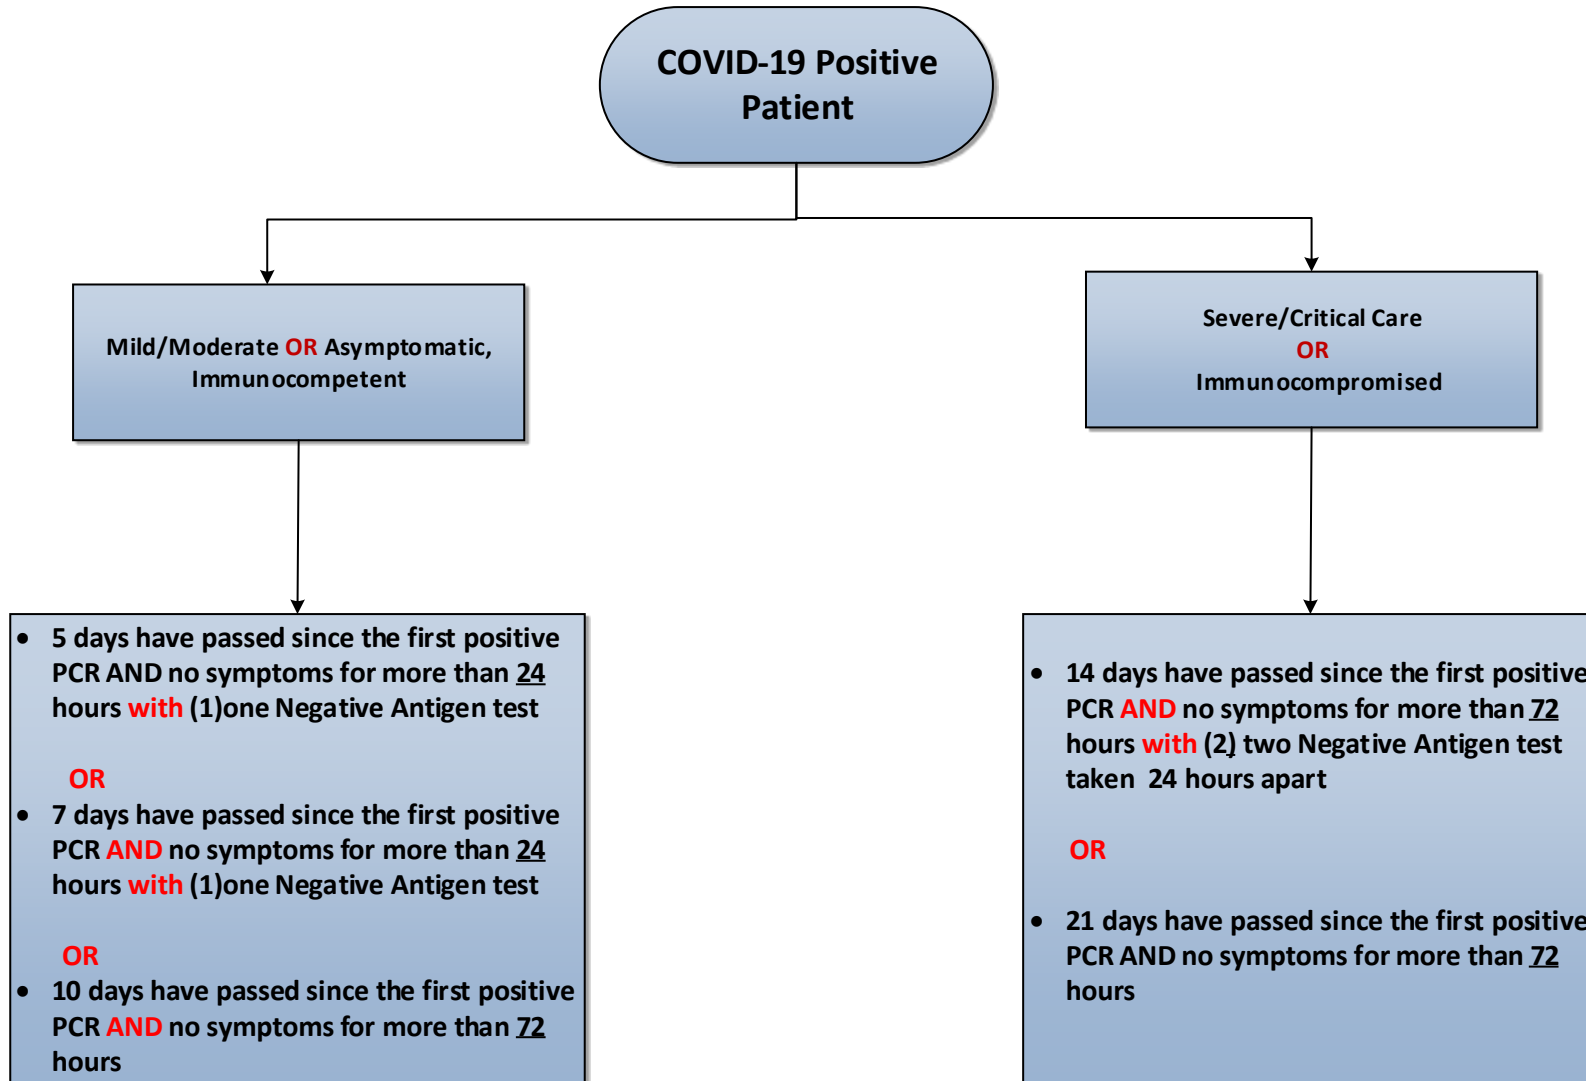 COVID-19 Positive
Patient
Mild/Moderate OR Asymptomatic,
Immunocompetent
Severe/Critical Care
OR
Immunocompromised
• 5 days have passed since the first positive
PCR AND no symptoms for more than 24
hours with (1)one Negative Antigen test
OR
• 7 days have passed since the first positive
PCR AND no symptoms for more than 24
hours with (1)one Negative Antigen test
OR
• 10 days have passed since the first positive
PCR AND no symptoms for more than 72
hours
• 14 days have passed since the first positive
PCR AND no symptoms for more than 72
hours with (2) two Negative Antigen test
taken 24 hours apart
OR
• 21 days have passed since the first positive
PCR AND no symptoms for more than 72
hours